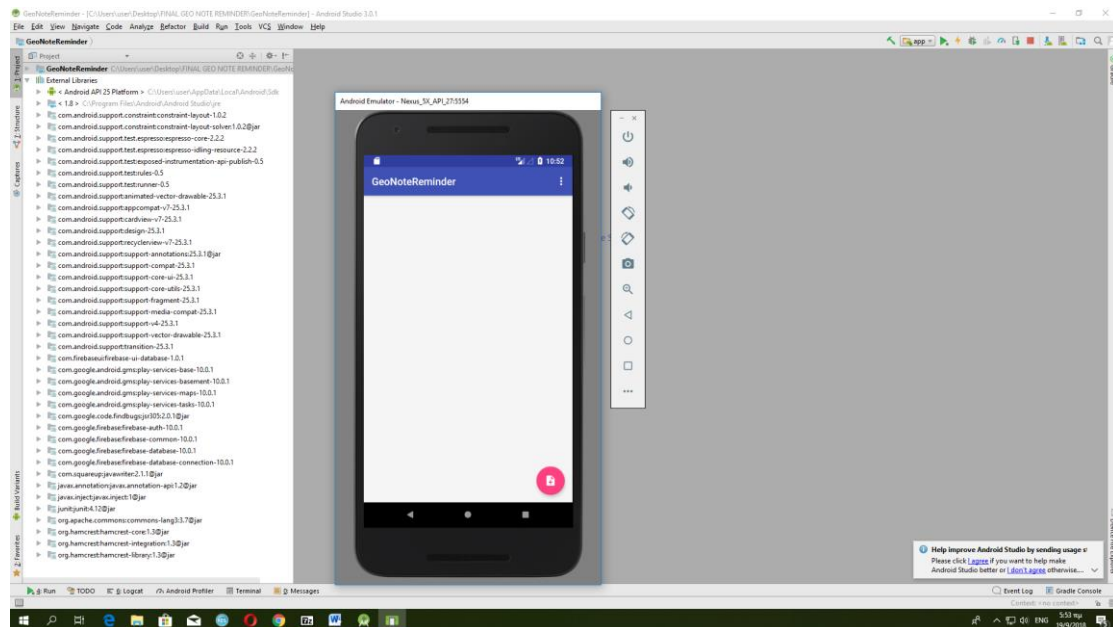 GeoNoteReminder - [C:\Users\user\Desktop\FINAL GEO NOTE REMINDER\GeoNoteReminder] - Android Studio 3.0.1
File Edit View Navigate Code Analyze Refactor Build Run Tools VCS Window Help
GeoNoteReminder
app
1: Project
Project
GeoNoteReminder C:\Users\user\Desktop\FINAL GEO NOTE REMINDER\GeoNo
External Libraries
< Android API 25 Platform > C:\Users\user\AppData\Local\Android\Sdk
< 1.8 > C:\Program Files\Android\Android Studio\jre
com.android.support.constraint:constraint-layout-1.0.2
com.android.support.constraint:constraint-layout-solver:1.0.2@jar
com.android.support.test.espresso:espresso-core-2.2.2
com.android.support.test.espresso:espresso-idling-resource-2.2.2
com.android.support.test:exposed-instrumentation-api-publish-0.5
com.android.support.test:rules-0.5
com.android.support.test:runner-0.5
com.android.support:animated-vector-drawable-25.3.1
com.android.support:appcompat-v7-25.3.1
com.android.support:cardview-v7-25.3.1
com.android.support:design-25.3.1
com.android.support:recyclerview-v7-25.3.1
com.android.support:support-annotations:25.3.1@jar
com.android.support:support-compat-25.3.1
com.android.support:support-core-ui-25.3.1
com.android.support:support-core-utils-25.3.1
com.android.support:support-fragment-25.3.1
com.android.support:support-media-compat-25.3.1
com.android.support:support-v4-25.3.1
com.android.support:support-vector-drawable-25.3.1
com.android.support:transition-25.3.1
com.firebaseui:firebase-ui-database-1.0.1
com.google.android.gms:play-services-base-10.0.1
com.google.android.gms:play-services-basement-10.0.1
com.google.android.gms:play-services-maps-10.0.1
com.google.android.gms:play-services-tasks-10.0.1
com.google.code.findbugs:jsr305:2.0.1@jar
com.google.firebase:firebase-auth-10.0.1
com.google.firebase:firebase-common-10.0.1
com.google.firebase:firebase-database-10.0.1
com.google.firebase:firebase-database-connection-10.0.1
com.squareup:javawriter:2.1.1@jar
javax.annotation:javax.annotation-api:1.2@jar
javax.inject:javax.inject:1@jar
junit:junit:4.12@jar
org.apache.commons:commons-lang3:3.7@jar
org.hamcrest:hamcrest-core:1.3@jar
org.hamcrest:hamcrest-integration:1.3@jar
org.hamcrest:hamcrest-library:1.3@jar
7: Structure
Captures
Build Variants
2: Favorites
Android Emulator - Nexus_5X_API_27:5554
10:52
GeoNoteReminder
Help improve Android Studio by sending usage s
Please click I agree if you want to help make
Android Studio better or I don't agree otherwise....
4: Run TODO 6: Logcat Android Profiler Terminal 0: Messages
Event Log Gradle Console
Context: <no context>
ENG
5:53 πμ
19/9/2018